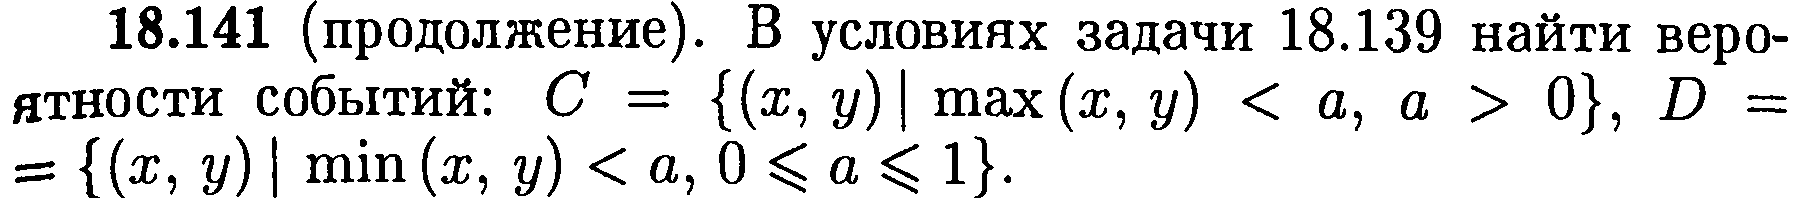 18.141 (продолжение). В условиях задачи 18.139 найти веро-
ятности событий: C = {(x, y)| max (x, y) < a, a > 0}, D =
= {(x, y)| min (x, y) < a, 0 ⩽ a ⩽ 1}.